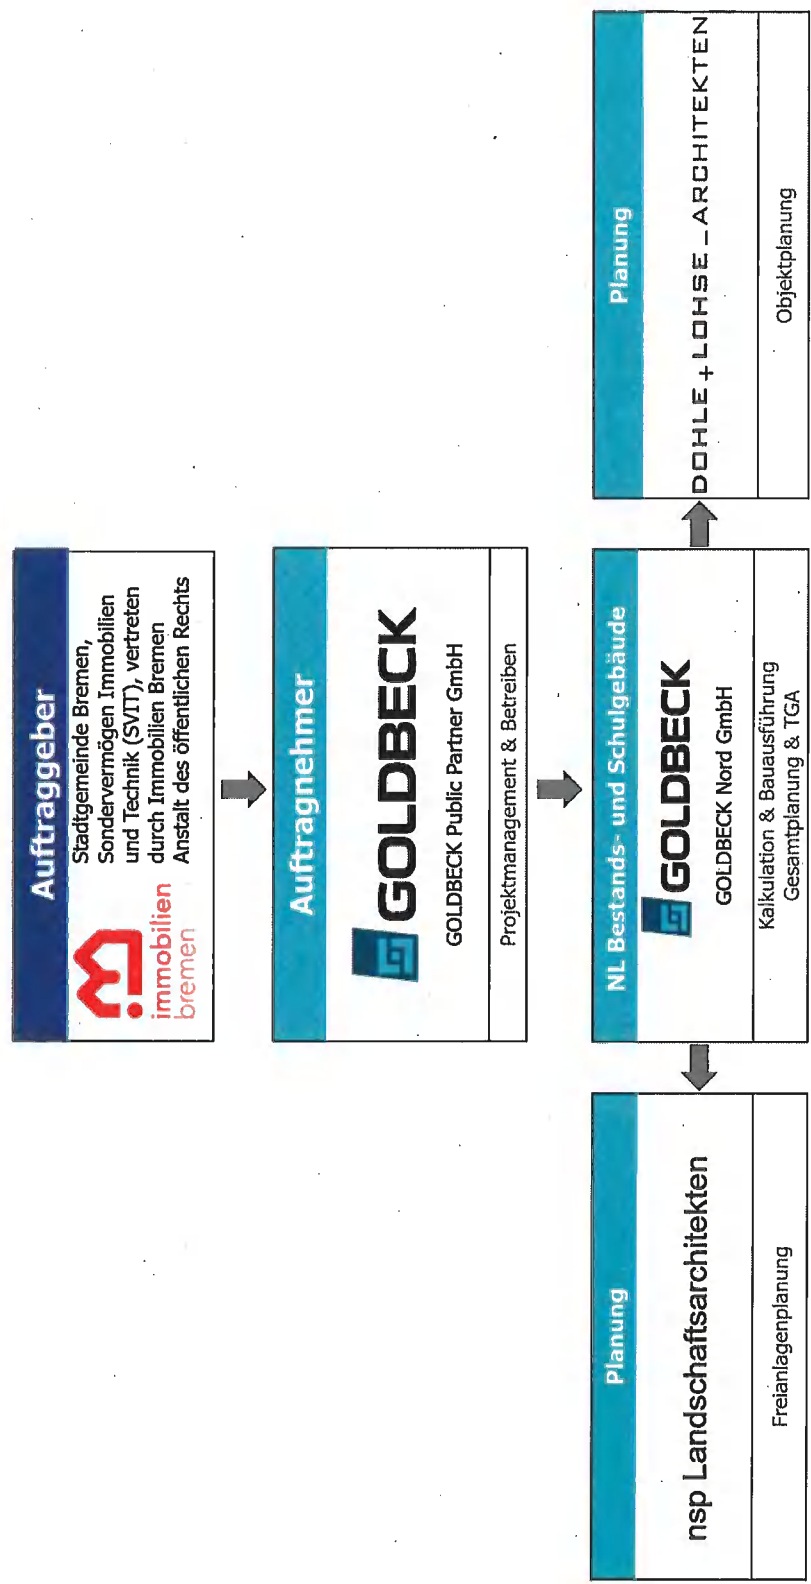 Auftraggeber
immobilien
bremen
Stadtgemeinde Bremen,
Sondervermögen Immobilien
und Technik (SVIT), vertreten
durch Immobilien Bremen
Anstalt des öffentlichen Rechts
Auftragnehmer
GOLDBECK
GOLDBECK Public Partner GmbH
Projektmanagement & Betreiben
Planung
nsp Landschaftsarchitekten
Freianlagenplanung
NL Bestands- und Schulgebäude
GOLDBECK
GOLDBECK Nord GmbH
Kalkulation & Bauausführung
Gesamtplanung & TGA
Planung
DOHLE+LOHSE_ARCHITEKTEN
Objektplanung